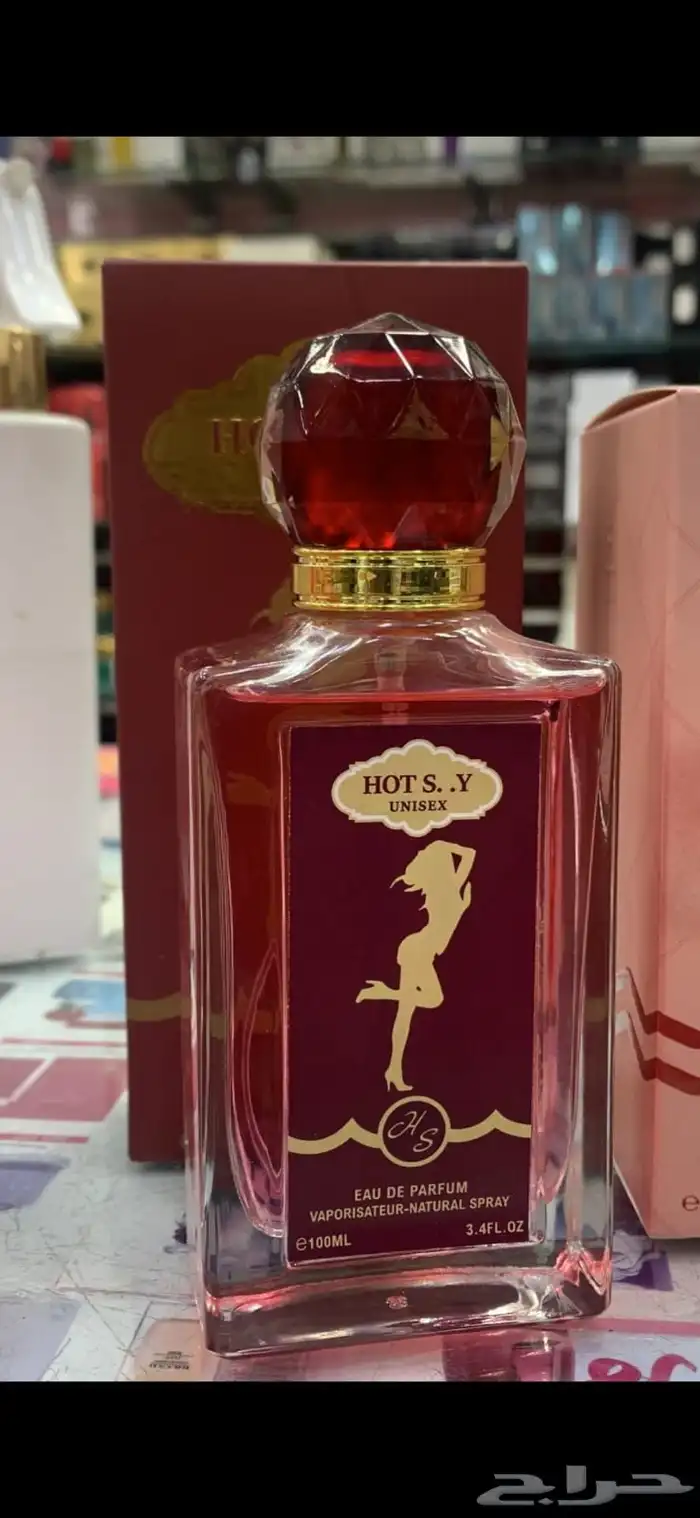 HOT S. .Y
UNISEX
HS
EAU DE PARFUM
VAPORISATEUR-NATURAL SPRAY
e100ML
3.4FL.OZ
حراج